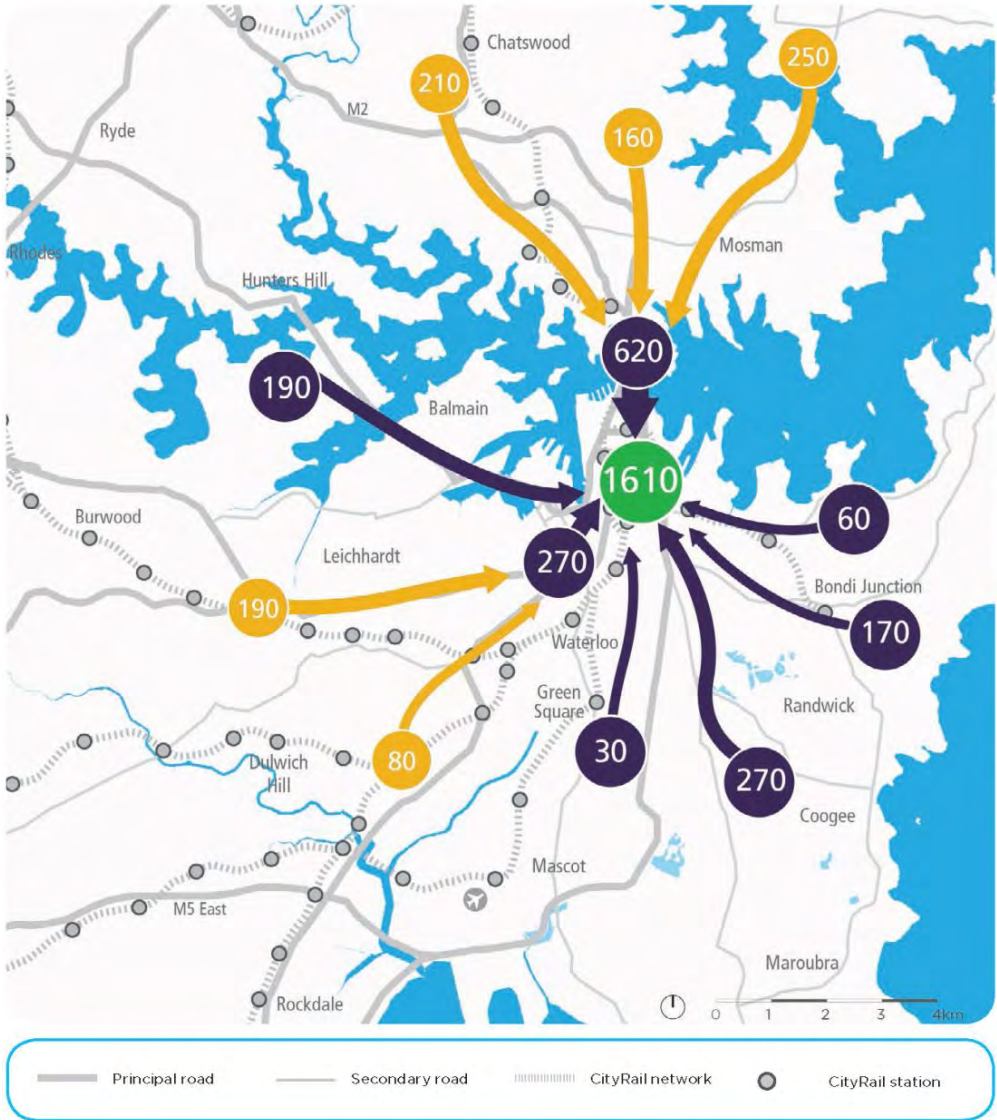 Chatswood
250
210
M2
160
Ryde
Mosman
Rhodes
Hunters Hill
620
190
Balmain
1610
Burwood
60
Leichhardt
270
Bondi Junction
190
170
Waterloo
Green
Square
Randwick
30
80
Dulwich
Hill
270
Coogee
Mascot
M5 East
Maroubra
Rockdale
0 1 2 3 4km
Principal road
Secondary road
CityRail network
CityRail station